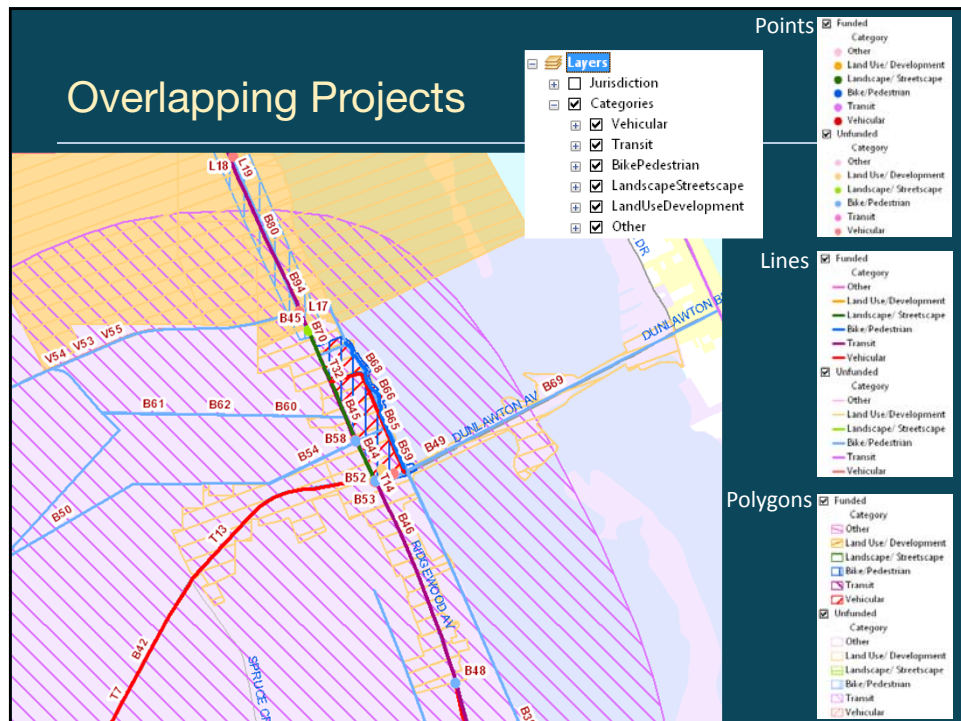 Overlapping Projects
Layers
Jurisdiction
Categories
Vehicular
Transit
BikePedestrian
LandscapeStreetscape
LandUseDevelopment
Other
Points
Funded
Category
Other
Land Use/ Development
Landscape/ Streetscape
Bike/Pedestrian
Transit
Vehicular
Unfunded
Category
Other
Land Use/ Development
Landscape/ Streetscape
Bike/Pedestrian
Transit
Vehicular
Lines
Funded
Category
Other
Land Use/Development
Landscape/ Streetscape
Bike/Pedestrian
Transit
Vehicular
Unfunded
Category
Other
Land Use/Development
Landscape/ Streetscape
Bike/Pedestrian
Transit
Vehicular
Polygons
Funded
Category
Other
Land Use/ Development
Landscape/ Streetscape
Bike/Pedestrian
Transit
Vehicular
Unfunded
Category
Other
Land Use/ Development
Landscape/ Streetscape
Bike/Pedestrian
Transit
Vehicular
L18
L19
B80
DR
B94
L17
B45
B70
V54 V53 V55
DUNLAWTON B
T32
B68
B66
B69
B61
B62
B60
B45
B65
DUNLAWTON AV
B58
B44
B59
B49
B54
B52
T14
B53
B50
B46
T13
RIDGEWOOD AV
B42
B48
T7
SPRUCE C